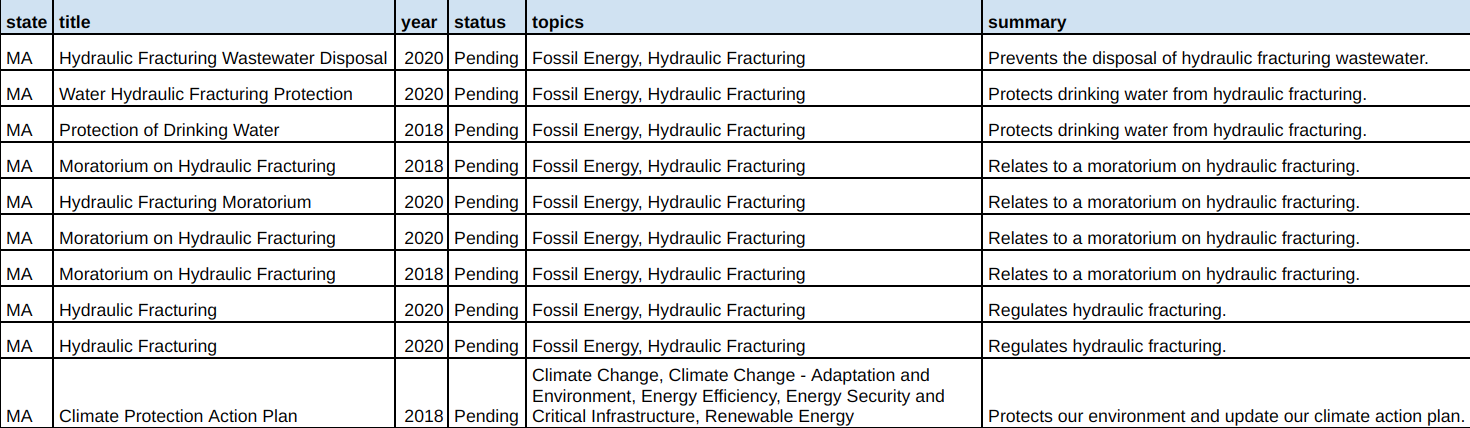 state title year status topics summary
MA Hydraulic Fracturing Wastewater Disposal 2020 Pending Fossil Energy, Hydraulic Fracturing Prevents the disposal of hydraulic fracturing wastewater.
MA Water Hydraulic Fracturing Protection 2020 Pending Fossil Energy, Hydraulic Fracturing Protects drinking water from hydraulic fracturing.
MA Protection of Drinking Water 2018 Pending Fossil Energy, Hydraulic Fracturing Protects drinking water from hydraulic fracturing.
MA Moratorium on Hydraulic Fracturing 2018 Pending Fossil Energy, Hydraulic Fracturing Relates to a moratorium on hydraulic fracturing.
MA Hydraulic Fracturing Moratorium 2020 Pending Fossil Energy, Hydraulic Fracturing Relates to a moratorium on hydraulic fracturing.
MA Moratorium on Hydraulic Fracturing 2020 Pending Fossil Energy, Hydraulic Fracturing Relates to a moratorium on hydraulic fracturing.
MA Moratorium on Hydraulic Fracturing 2018 Pending Fossil Energy, Hydraulic Fracturing Relates to a moratorium on hydraulic fracturing.
MA Hydraulic Fracturing 2020 Pending Fossil Energy, Hydraulic Fracturing Regulates hydraulic fracturing.
MA Hydraulic Fracturing 2020 Pending Fossil Energy, Hydraulic Fracturing Regulates hydraulic fracturing.
Climate Change, Climate Change - Adaptation and
Environment, Energy Efficiency, Energy Security and
MA Climate Protection Action Plan 2018 Pending Critical Infrastructure, Renewable Energy Protects our environment and update our climate action plan.